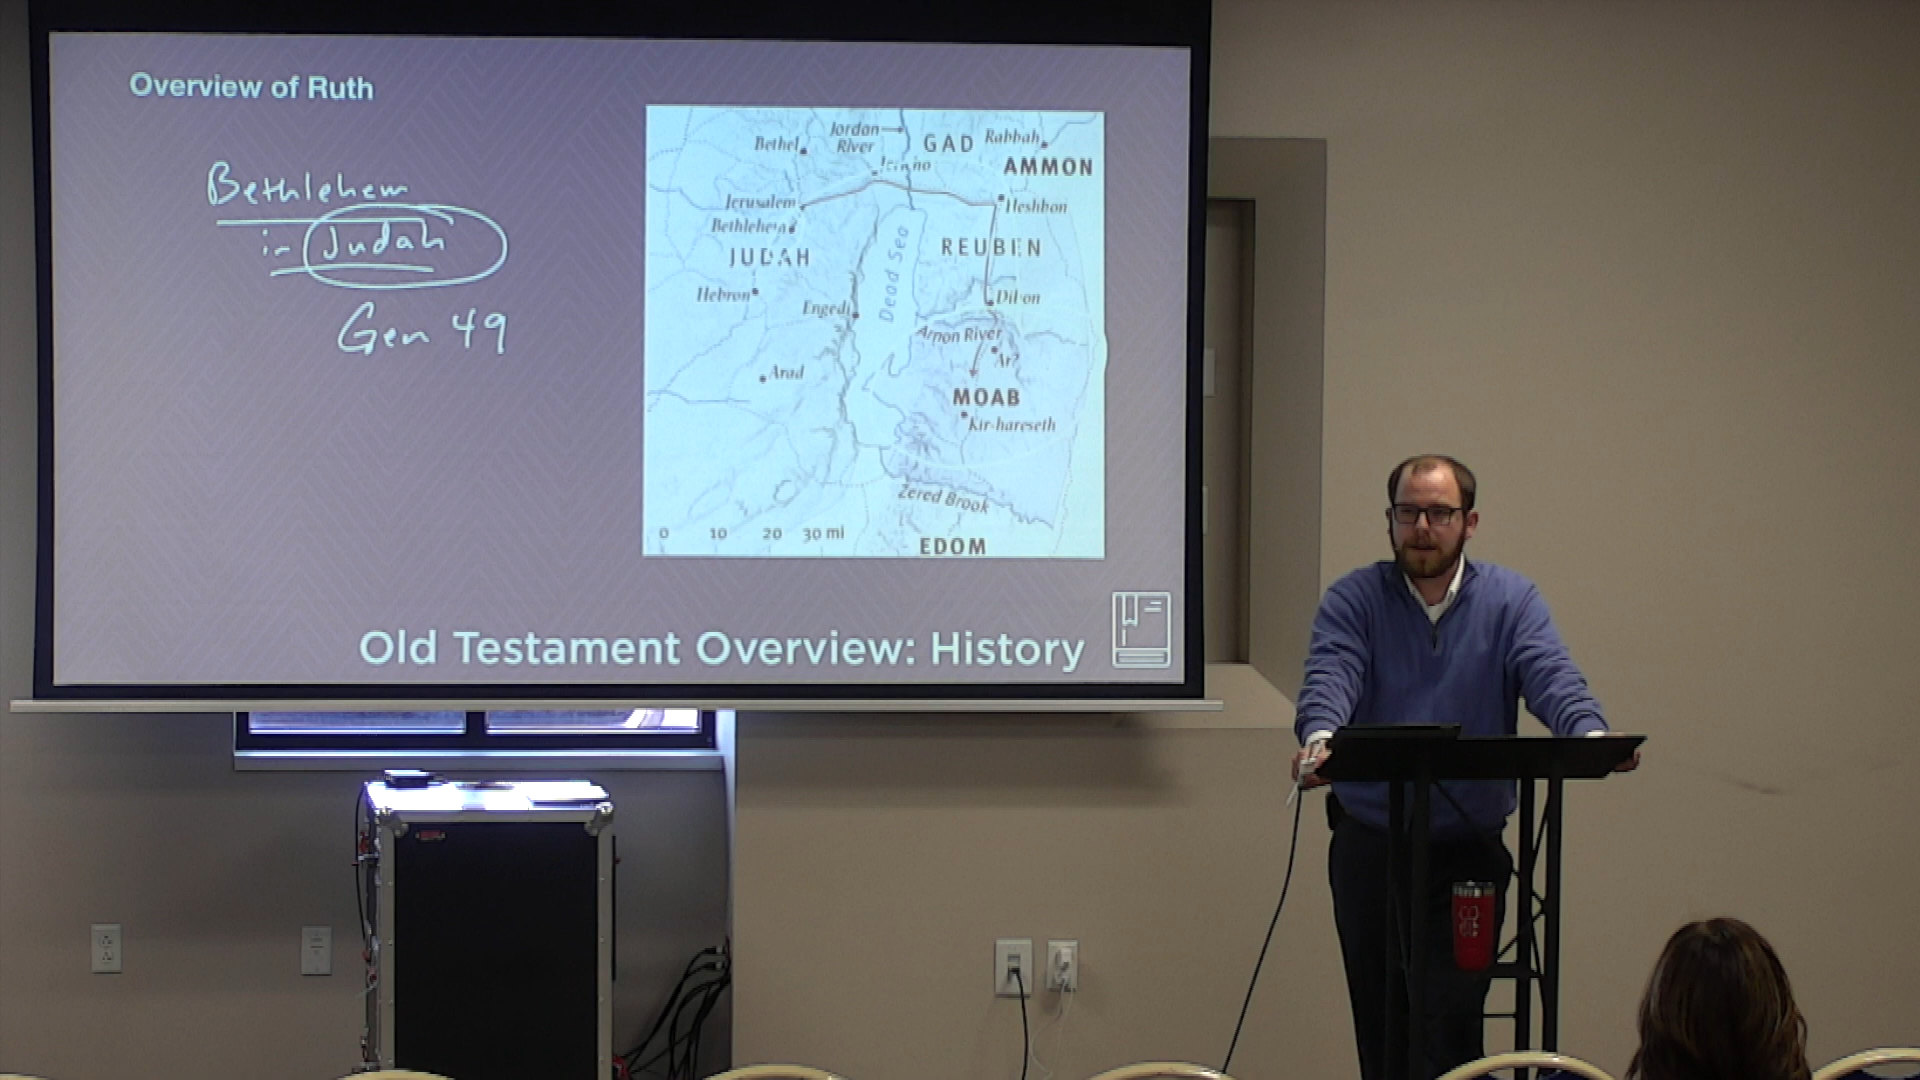 Overview of Ruth
Bethlehem
in Judah
Gen 49
Jordan River
GAD
Rabbah
Bethel
AMMON
Jericho
Jerusalem
Heshbon
Bethlehem
JUDAH
Dead Sea
REUBEN
Hebron
Engedi
Dibon
Arnon River
Ar?
Arad
MOAB
Kir-hareseth
Zered Brook
0 10 20 30 mi
EDOM
Old Testament Overview: History